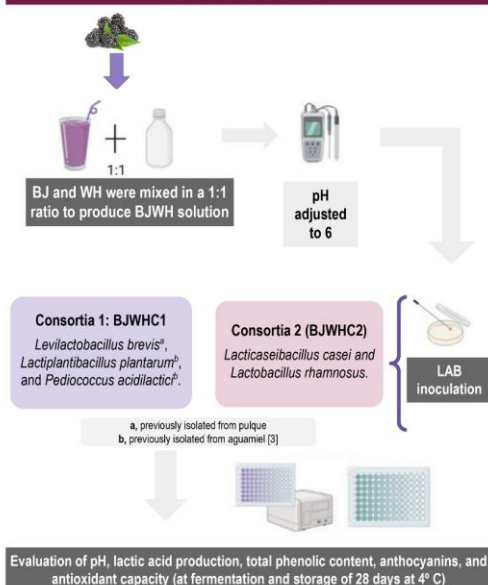 1:1
BJ and WH were mixed in a 1:1
ratio to produce BJWH solution
pH
adjusted
to 6
Consortia 1: BJWHC1
Levilactobacillus brevisᵃ,
Lactiplantibacillus plantarumᵇ,
and Pediococcus acidilacticiᵇ.
Consortia 2 (BJWHC2)
Lacticaseibacillus casei and
Lactobacillus rhamnosus.
LAB
inoculation
a, previously isolated from pulque
b, previously isolated from aguamiel [3]
Evaluation of pH, lactic acid production, total phenolic content, anthocyanins, and
antioxidant capacity (at fermentation and storage of 28 days at 4º C)